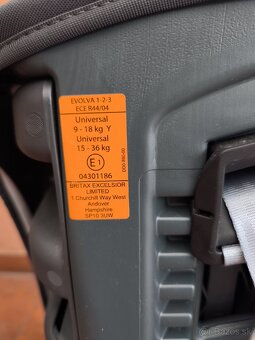 EVOLVA 1-2-3
ECE R44/04
Universal
9 - 18 kg Y
Universal
15 - 36 kg
E1
04301186
BRITAX EXCELSIOR
LIMITED
1 Churchill Way West
Andover
Hampshire
SP10 3UW